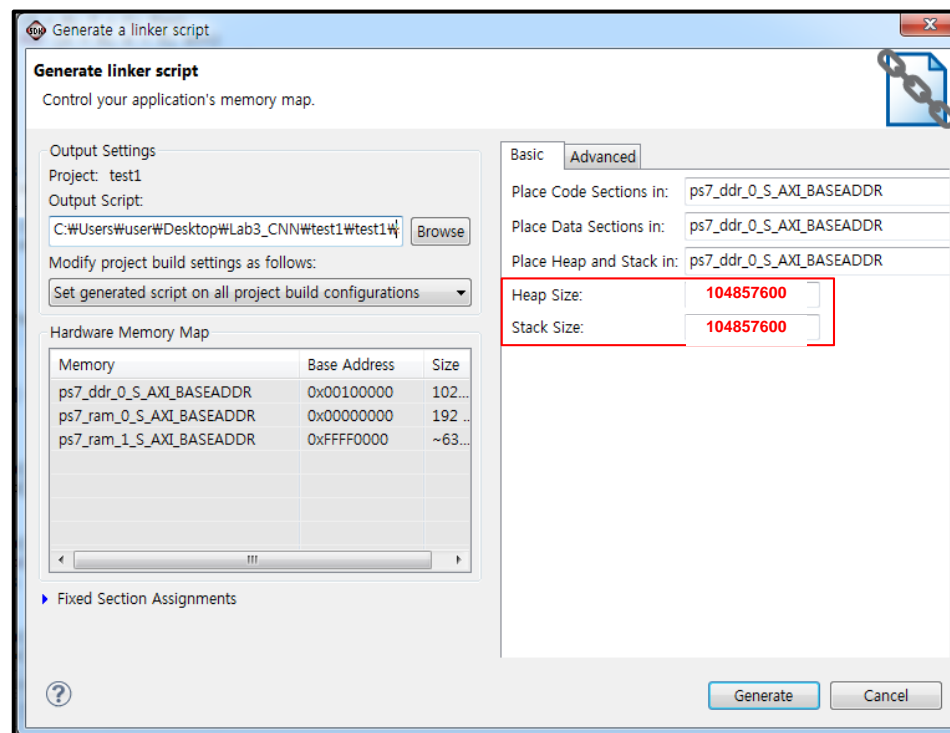 Generate a linker script
Generate linker script
Control your application's memory map.
Output Settings
Project: test1
Output Script:
C:₩Users₩user₩Desktop₩Lab3_CNN₩test1₩test1₩
Browse
Modify project build settings as follows:
Set generated script on all project build configurations
Hardware Memory Map
Memory Base Address Size
ps7_ddr_0_S_AXI_BASEADDR 0x00100000 102...
ps7_ram_0_S_AXI_BASEADDR 0x00000000 192 ..
ps7_ram_1_S_AXI_BASEADDR 0xFFFF0000 ~63...
Fixed Section Assignments
Basic Advanced
Place Code Sections in: ps7_ddr_0_S_AXI_BASEADDR
Place Data Sections in: ps7_ddr_0_S_AXI_BASEADDR
Place Heap and Stack in: ps7_ddr_0_S_AXI_BASEADDR
Heap Size: 104857600
Stack Size: 104857600
?
Generate Cancel